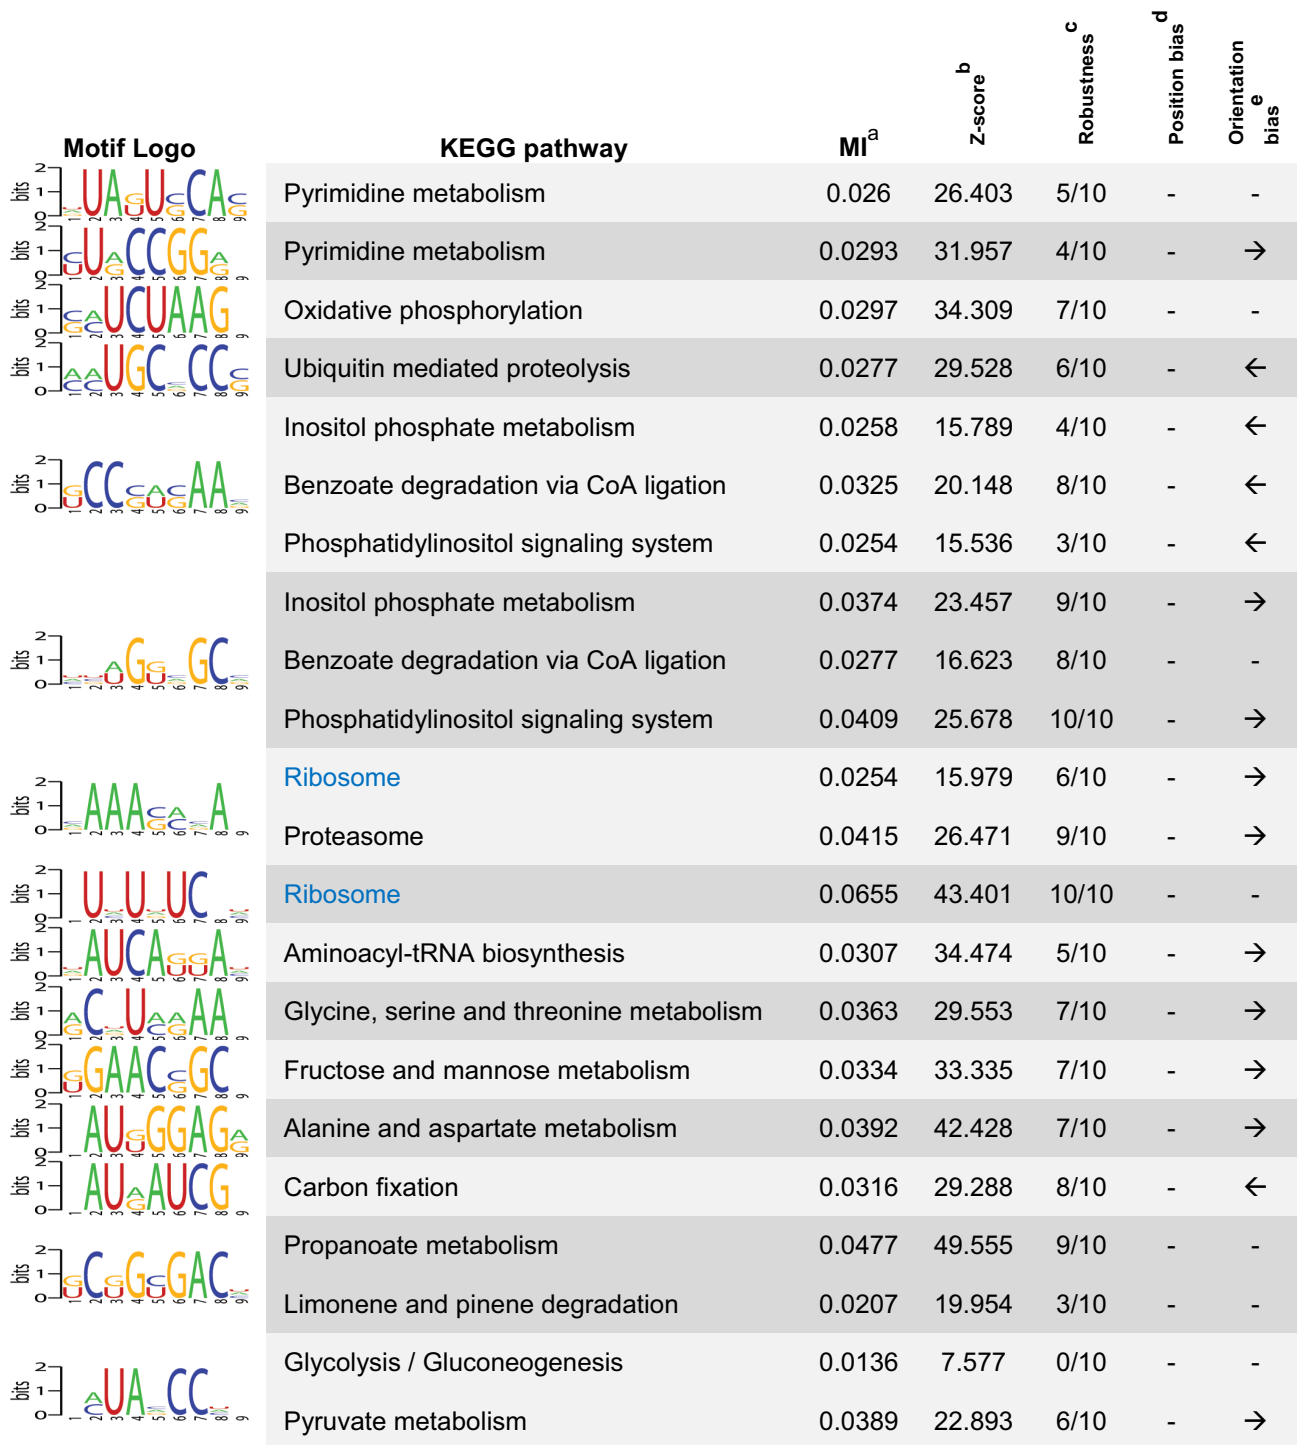 Motif Logo KEGG pathway MI^a Z-score^b Robustness^c Position bias^d Orientation bias^e
Pyrimidine metabolism 0.026 26.403 5/10 - -
Pyrimidine metabolism 0.0293 31.957 4/10 - →
Oxidative phosphorylation 0.0297 34.309 7/10 - -
Ubiquitin mediated proteolysis 0.0277 29.528 6/10 - ←
Inositol phosphate metabolism 0.0258 15.789 4/10 - ←
Benzoate degradation via CoA ligation 0.0325 20.148 8/10 - ←
Phosphatidylinositol signaling system 0.0254 15.536 3/10 - ←
Inositol phosphate metabolism 0.0374 23.457 9/10 - →
Benzoate degradation via CoA ligation 0.0277 16.623 8/10 - -
Phosphatidylinositol signaling system 0.0409 25.678 10/10 - →
Ribosome 0.0254 15.979 6/10 - →
Proteasome 0.0415 26.471 9/10 - →
Ribosome 0.0655 43.401 10/10 - -
Aminoacyl-tRNA biosynthesis 0.0307 34.474 5/10 - →
Glycine, serine and threonine metabolism 0.0363 29.553 7/10 - →
Fructose and mannose metabolism 0.0334 33.335 7/10 - →
Alanine and aspartate metabolism 0.0392 42.428 7/10 - →
Carbon fixation 0.0316 29.288 8/10 - ←
Propanoate metabolism 0.0477 49.555 9/10 - -
Limonene and pinene degradation 0.0207 19.954 3/10 - -
Glycolysis / Gluconeogenesis 0.0136 7.577 0/10 - -
Pyruvate metabolism 0.0389 22.893 6/10 - →